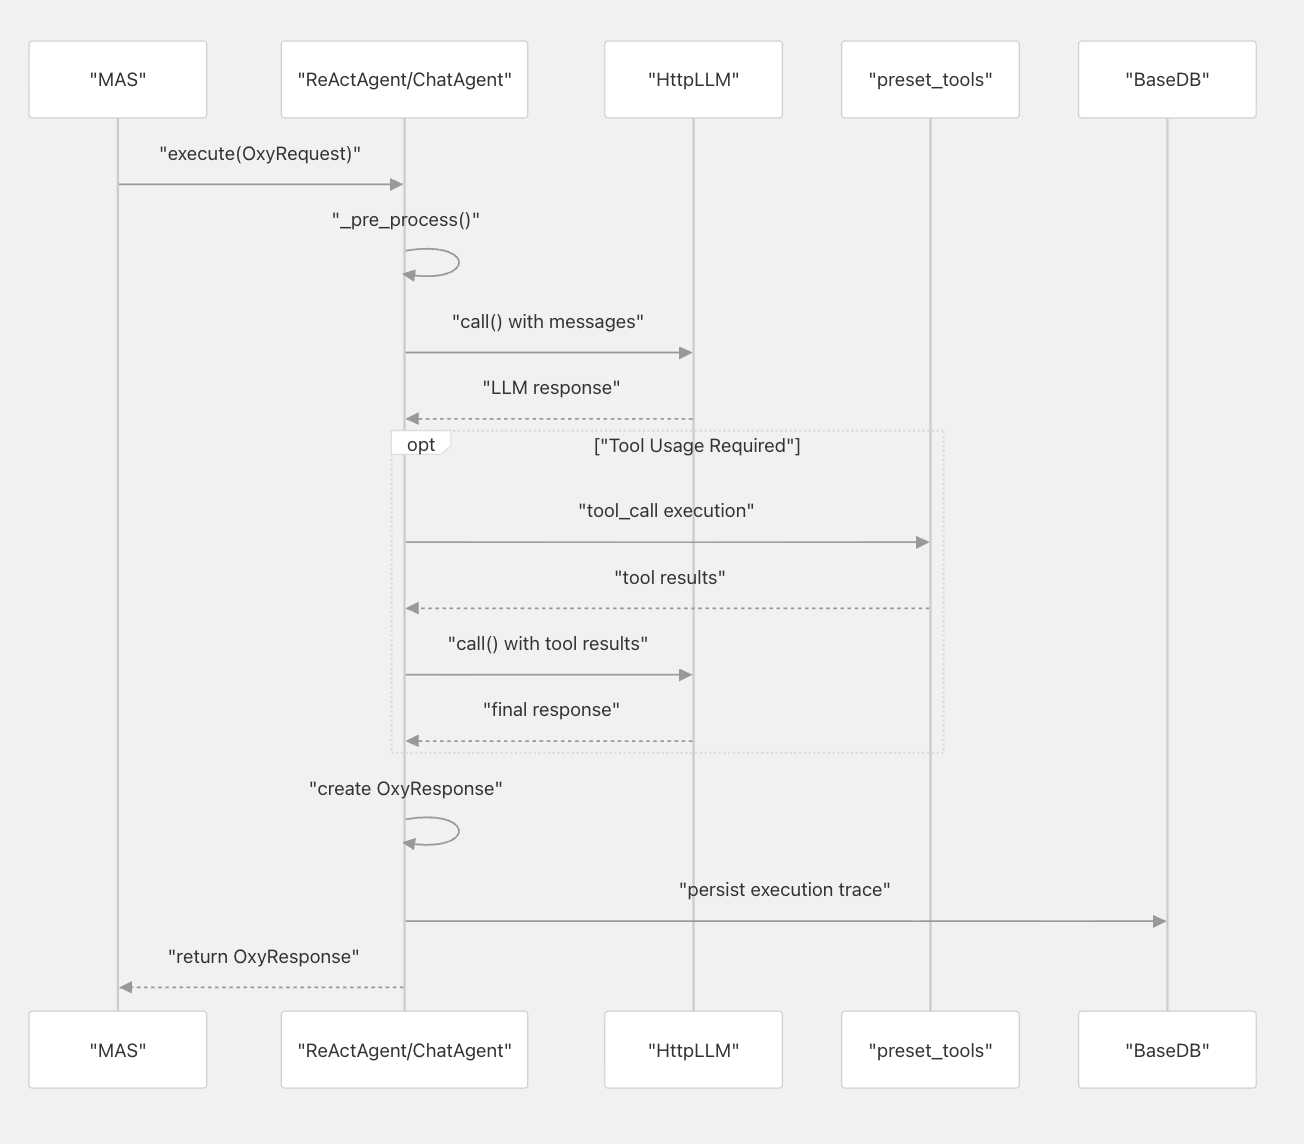 "MAS"
"ReActAgent/ChatAgent"
"HttpLLM"
"preset_tools"
"BaseDB"
"execute(OxyRequest)"
"_pre_process()"
"call() with messages"
"LLM response"
opt
["Tool Usage Required"]
"tool_call execution"
"tool results"
"call() with tool results"
"final response"
"create OxyResponse"
"persist execution trace"
"return OxyResponse"
"MAS"
"ReActAgent/ChatAgent"
"HttpLLM"
"preset_tools"
"BaseDB"